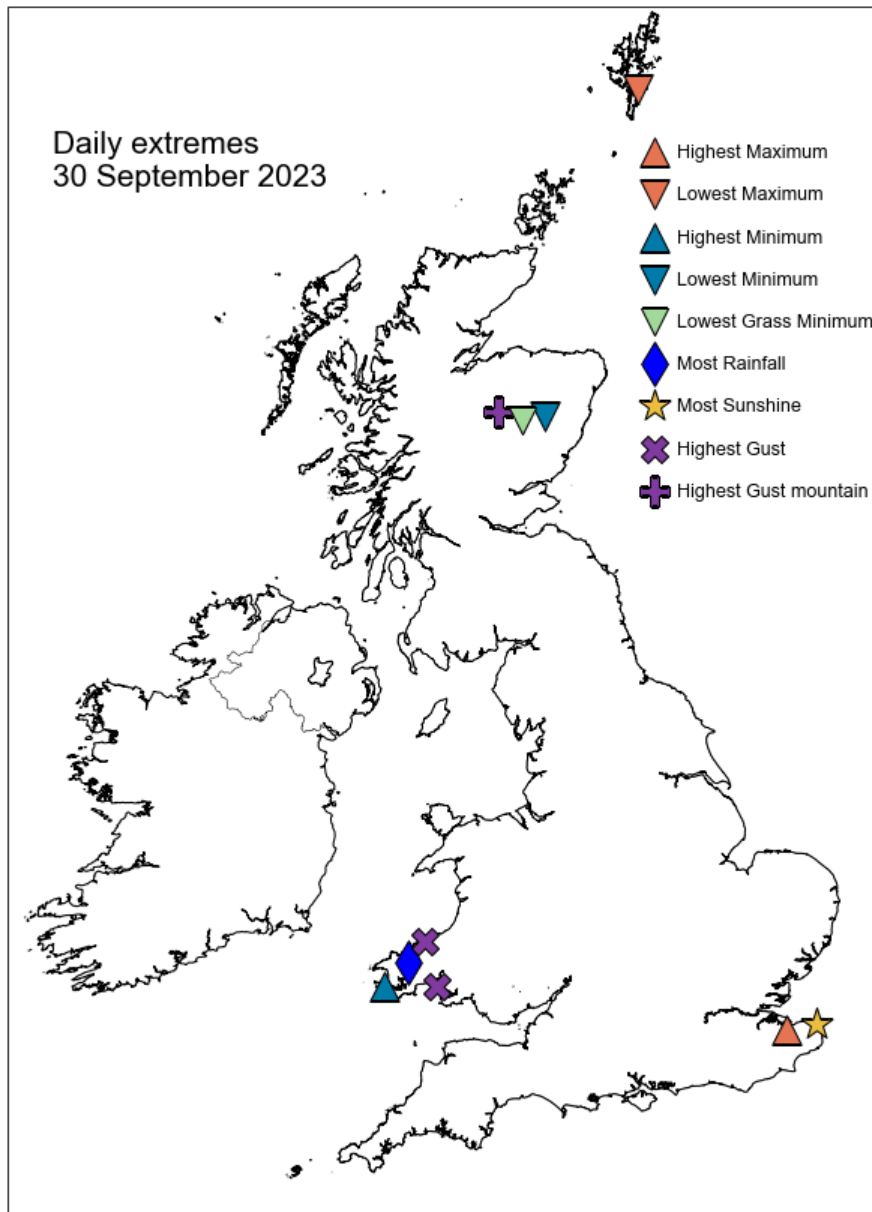 Daily extremes
30 September 2023
Highest Maximum
Lowest Maximum
Highest Minimum
Lowest Minimum
Lowest Grass Minimum
Most Rainfall
Most Sunshine
Highest Gust
Highest Gust mountain